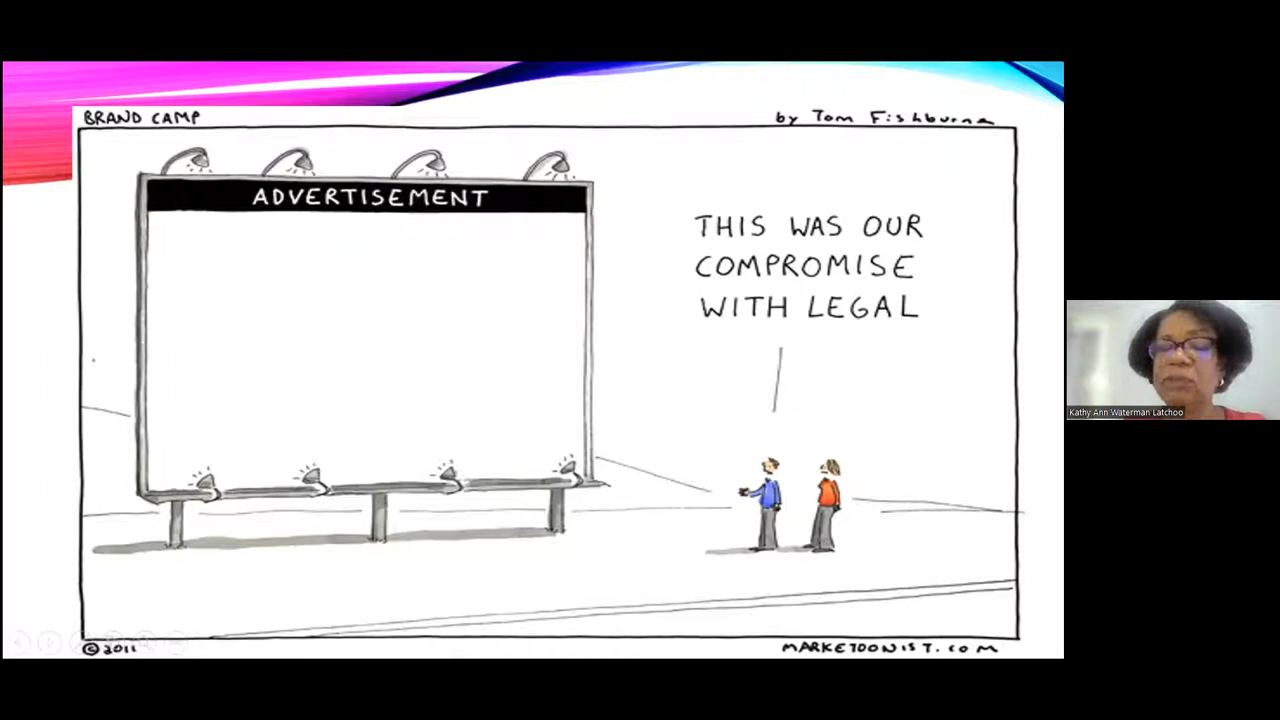 BRAND CAMP
by Tom Fishburne
ADVERTISEMENT
THIS WAS OUR
COMPROMISE
WITH LEGAL
Kathy Ann Waterman Latchoo
© 2011
MARKETOONIST.COM